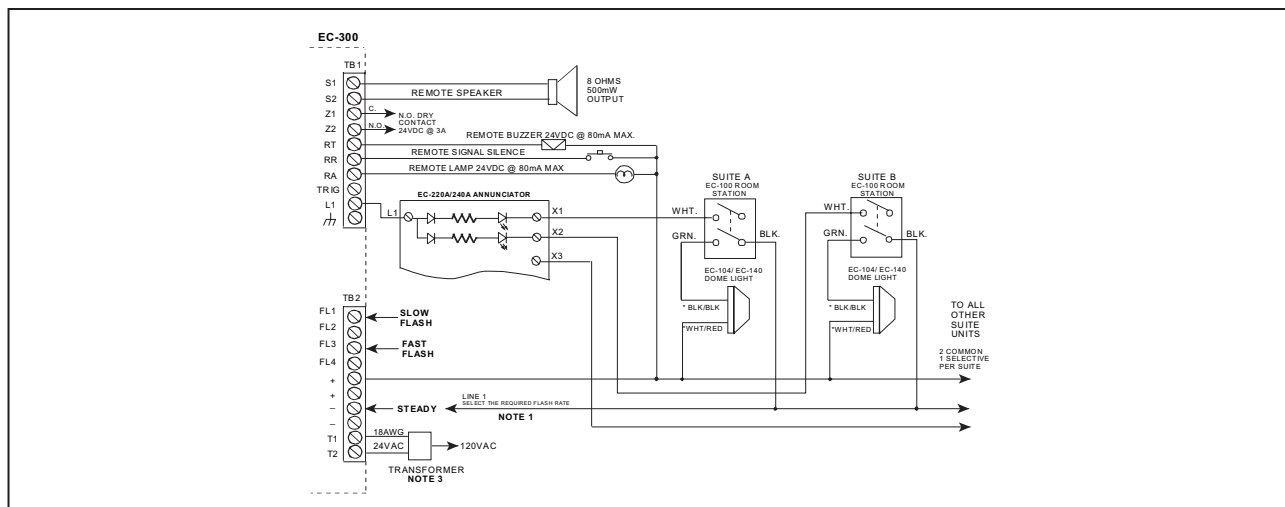 EC-300
TB1
S1
S2
Z1
Z2
RT
RR
RA
TRIG
L1
REMOTE SPEAKER
8 OHMS
500mW
OUTPUT
C.
N.O.
N.O. DRY
CONTACT
24VDC @ 3A
REMOTE BUZZER 24VDC @ 80mA MAX.
REMOTE SIGNAL SILENCE
REMOTE LAMP 24VDC @ 80mA MAX
EC-220A/240A ANNUNCIATOR
L1
X1
X2
X3
SUITE A
EC-100 ROOM
STATION
WHT.
GRN.
BLK.
EC-104/ EC-140
DOME LIGHT
* BLK/BLK
*WHT/RED
SUITE B
EC-100 ROOM
STATION
WHT.
GRN.
BLK.
EC-104/ EC-140
DOME LIGHT
* BLK/BLK
*WHT/RED
TO ALL
OTHER
SUITE
UNITS
2 COMMON
1 SELECTIVE
PER SUITE
TB2
FL1
FL2
FL3
FL4
+
+
–
–
T1
T2
SLOW
FLASH
FAST
FLASH
STEADY
LINE 1
SELECT THE REQUIRED FLASH RATE
NOTE 1
18AWG
24VAC
120VAC
TRANSFORMER
NOTE 3